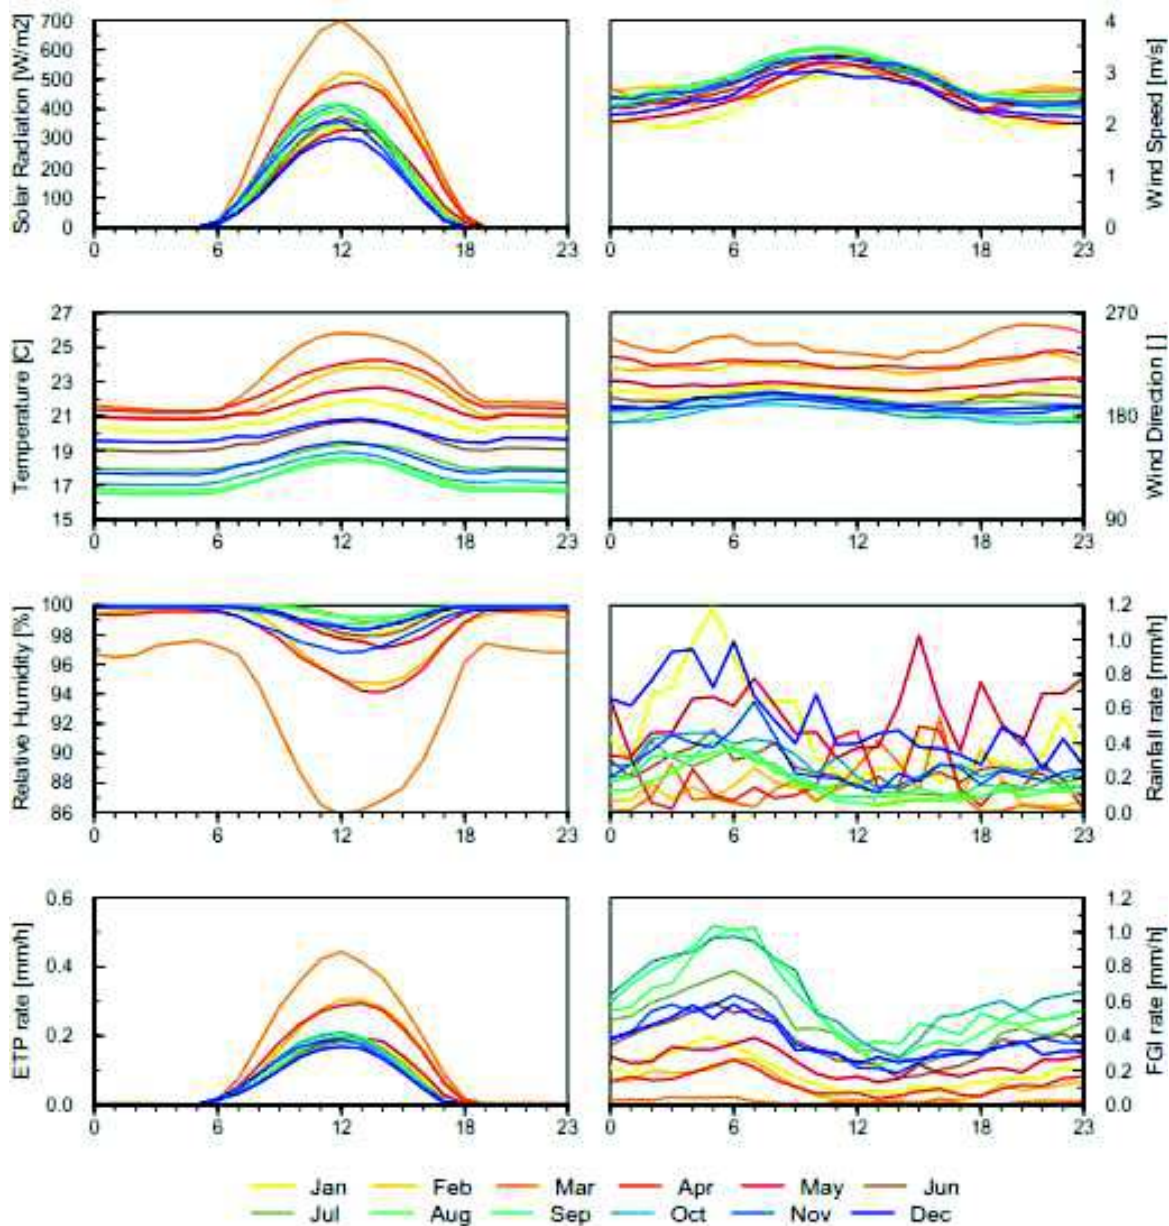 Solar Radiation [W/m2]
700
600
500
400
300
200
100
0
0 6 12 18 23
4
3
2
1
0
Wind Speed [m/s]
0 6 12 18 23
Temperature [C]
27
25
23
21
19
17
15
0 6 12 18 23
270
180
90
Wind Direction [ ]
0 6 12 18 23
Relative Humidity [%]
100
98
96
94
92
90
88
86
0 6 12 18 23
1.2
1.0
0.8
0.6
0.4
0.2
0.0
Rainfall rate [mm/h]
0 6 12 18 23
ETP rate [mm/h]
0.6
0.4
0.2
0.0
0 6 12 18 23
1.2
1.0
0.8
0.6
0.4
0.2
0.0
FGI rate [mm/h]
0 6 12 18 23
Jan Feb Mar Apr May Jun
Jul Aug Sep Oct Nov Dec